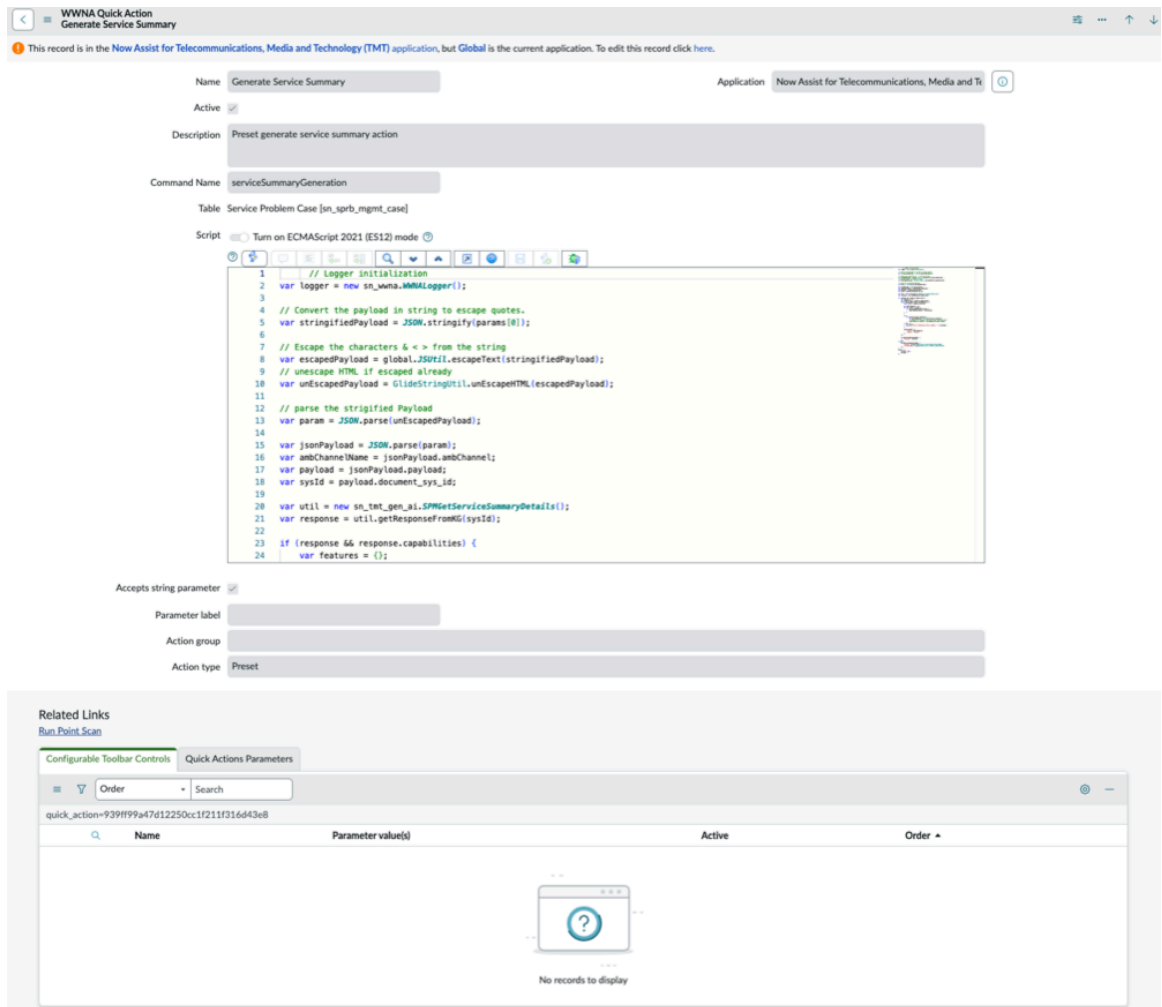 WWNA Quick Action
Generate Service Summary
This record is in the Now Assist for Telecommunications, Media and Technology (TMT) application, but Global is the current application. To edit this record click here.
Name Generate Service Summary
Application Now Assist for Telecommunications, Media and Te
Active
Description Preset generate service summary action
Command Name serviceSummaryGeneration
Table Service Problem Case [sn_sprb_mgmt_case]
Script Turn on ECMAScript 2021 (ES12) mode
1 // Logger initialization
2 var logger = new sn_wwna.WWNALogger();
3
4 // Convert the payload in string to escape quotes.
5 var stringifiedPayload = JSON.stringify(params[0]);
6
7 // Escape the characters & < > from the string
8 var escapedPayload = global.JSUtil.escapeText(stringifiedPayload);
9 // unescape HTML if escaped already
10 var unEscapedPayload = GlideStringUtil.unEscapeHTML(escapedPayload);
11
12 // parse the strigified Payload
13 var param = JSON.parse(unEscapedPayload);
14
15 var jsonPayload = JSON.parse(param);
16 var ambChannelName = jsonPayload.ambChannel;
17 var payload = jsonPayload.payload;
18 var sysId = payload.document_sys_id;
19
20 var util = new sn_tmt_gen_ai.SPMGetServiceSummaryDetails();
21 var response = util.getResponseFromKG(sysId);
22
23 if (response && response.capabilities) {
24 var features = {};
Accepts string parameter
Parameter label
Action group
Action type Preset
Related Links
Run Point Scan
Configurable Toolbar Controls Quick Actions Parameters
Order Search
quick_action=939ff99a47d12250cc1f211f316d43e8
Name Parameter value(s) Active Order
No records to display